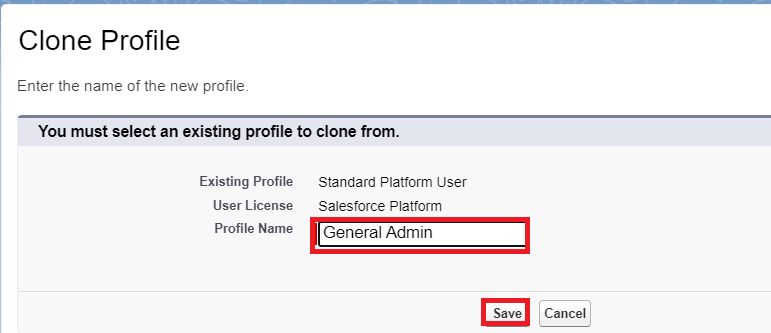 Clone Profile
Enter the name of the new profile.
You must select an existing profile to clone from.
Existing Profile Standard Platform User
User License Salesforce Platform
Profile Name General Admin
Save Cancel